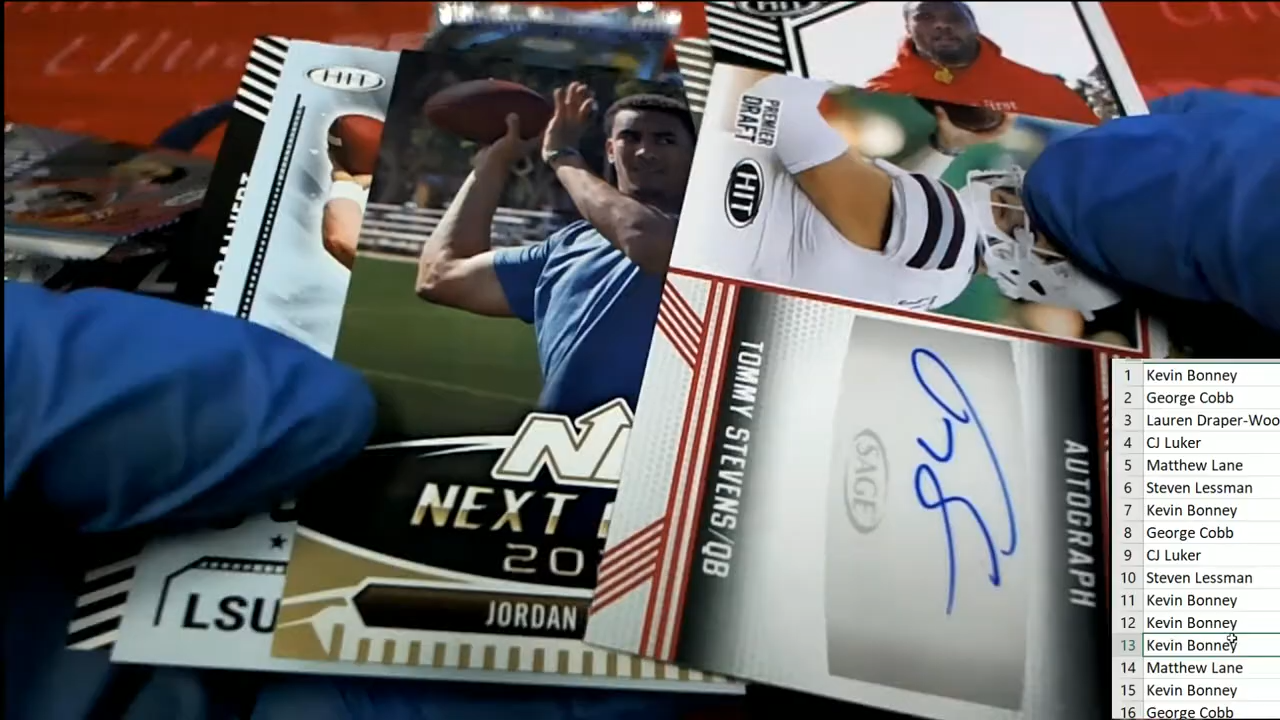 HIT
LSU
NEXT
20
JORDAN
HIT
First
PREMIER
DRAFT
HIT
TOMMY STEVENS/QB
SAGE
AUTOGRAPH
1 Kevin Bonney
2 George Cobb
3 Lauren Draper-Woo
4 CJ Luker
5 Matthew Lane
6 Steven Lessman
7 Kevin Bonney
8 George Cobb
9 CJ Luker
10 Steven Lessman
11 Kevin Bonney
12 Kevin Bonney
13 Kevin Bonney
14 Matthew Lane
15 Kevin Bonney
16 George Cobb